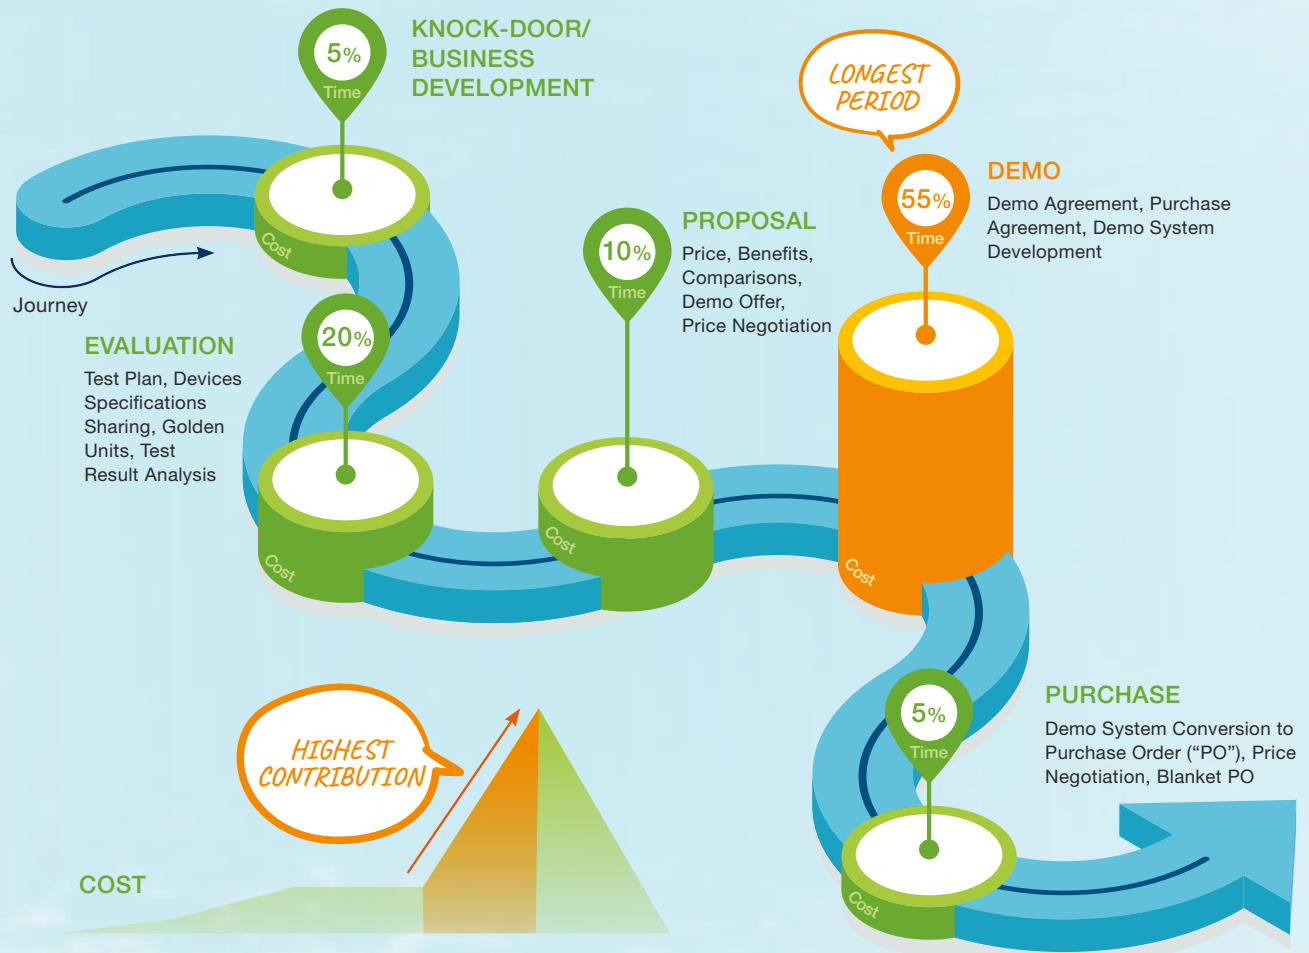 KNOCK-DOOR/
BUSINESS
DEVELOPMENT
5%
Time
Cost
Journey
EVALUATION
Test Plan, Devices
Specifications
Sharing, Golden
Units, Test
Result Analysis
20%
Time
Cost
PROPOSAL
Price, Benefits,
Comparisons,
Demo Offer,
Price Negotiation
10%
Time
Cost
LONGEST
PERIOD
DEMO
Demo Agreement, Purchase
Agreement, Demo System
Development
55%
Time
Cost
PURCHASE
Demo System Conversion to
Purchase Order (“PO”), Price
Negotiation, Blanket PO
5%
Time
Cost
HIGHEST
CONTRIBUTION
COST